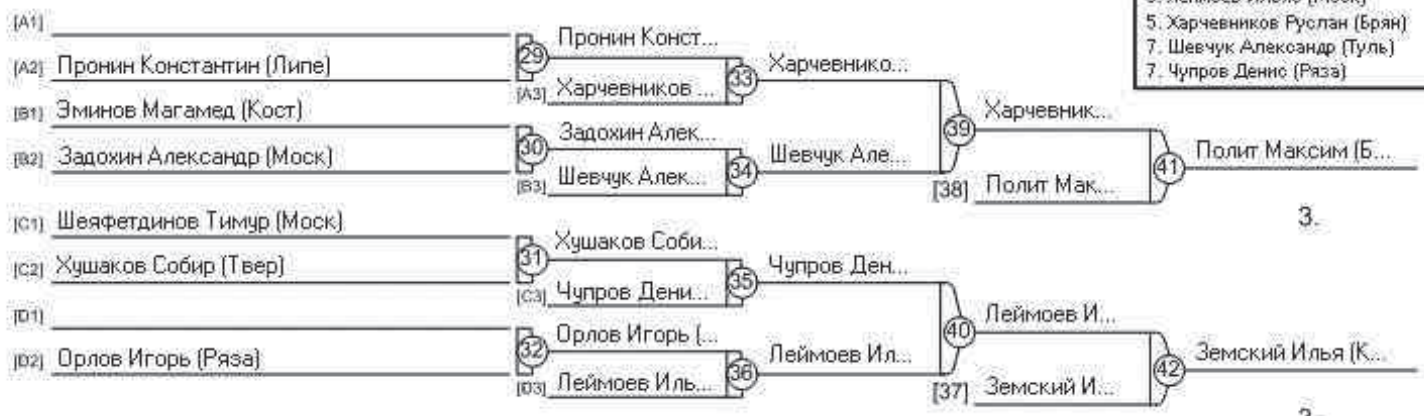 5. Харчевников Руслан (Брян)
7. Шевчук Александр (Туль)
7. Чупров Денис (Ряза)
[A1]
[A2] Пронин Константин (Липе)
[B1] Эминов Магамед (Кост)
[B2] Задохин Александр (Моск)
[C1] Шеяфетдинов Тимур (Моск)
[C2] Хушаков Собир (Твер)
[D1]
[D2] Орлов Игорь (Ряза)
29
Пронин Конст...
[A3] Харчевников ...
30
Задохин Алек...
[B3] Шевчук Алек...
31
Хушаков Соби...
[C3] Чупров Дени...
32
Орлов Игорь (...
[D3] Леймоев Иль...
33
Харчевнико...
34
Шевчук Але...
35
Чупров Ден...
36
Леймоев Ил...
39
Харчевник...
[38] Полит Мак...
40
Леймоев И...
[37] Земский И...
41
Полит Максим (Б...
3.
42
Земский Илья (К...